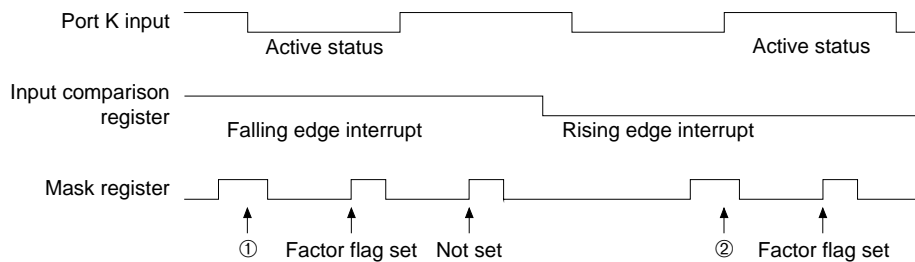 Port K input
Active status
Active status
Input comparison
register
Falling edge interrupt
Rising edge interrupt
Mask register
① Factor flag set Not set ② Factor flag set